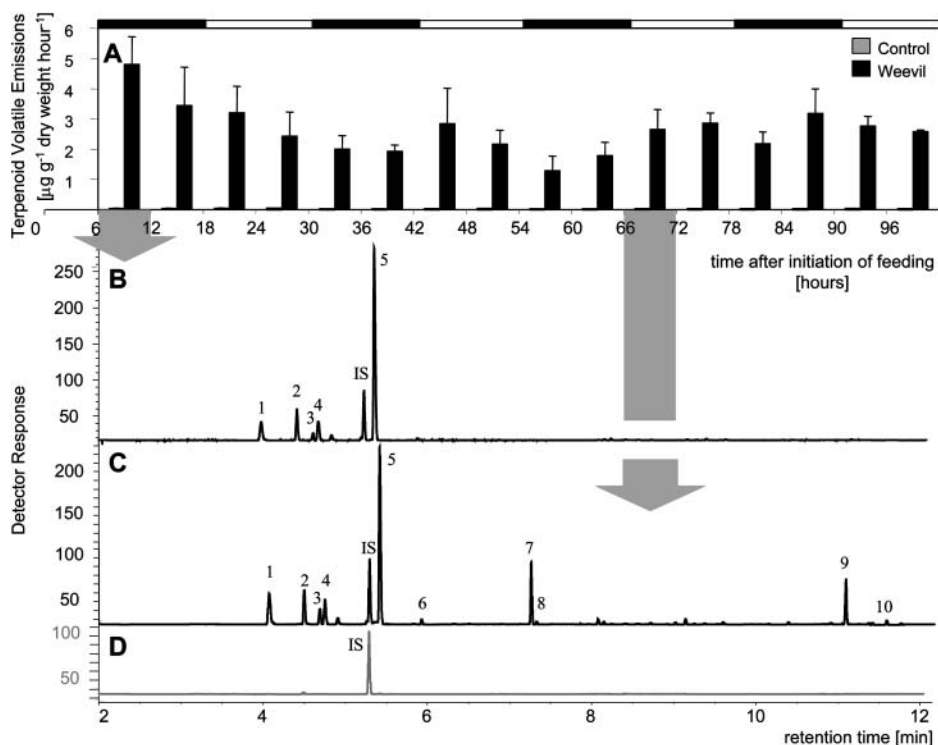 Terpenoid Volatile Emissions
[µg g⁻¹ dry weight hour⁻¹]
6
5
4
3
2
1
A
Control
Weevil
0 6 12 18 24 30 36 42 48 54 60 66 72 78 84 90 96
time after initiation of feeding
[hours]
Detector Response
B
250
200
150
100
50
1 2 3 4 IS 5
C
200
150
100
50
1 2 3 4 IS 5 6 7 8 9 10
D
100
50
IS
2 4 6 8 10 12
retention time [min]